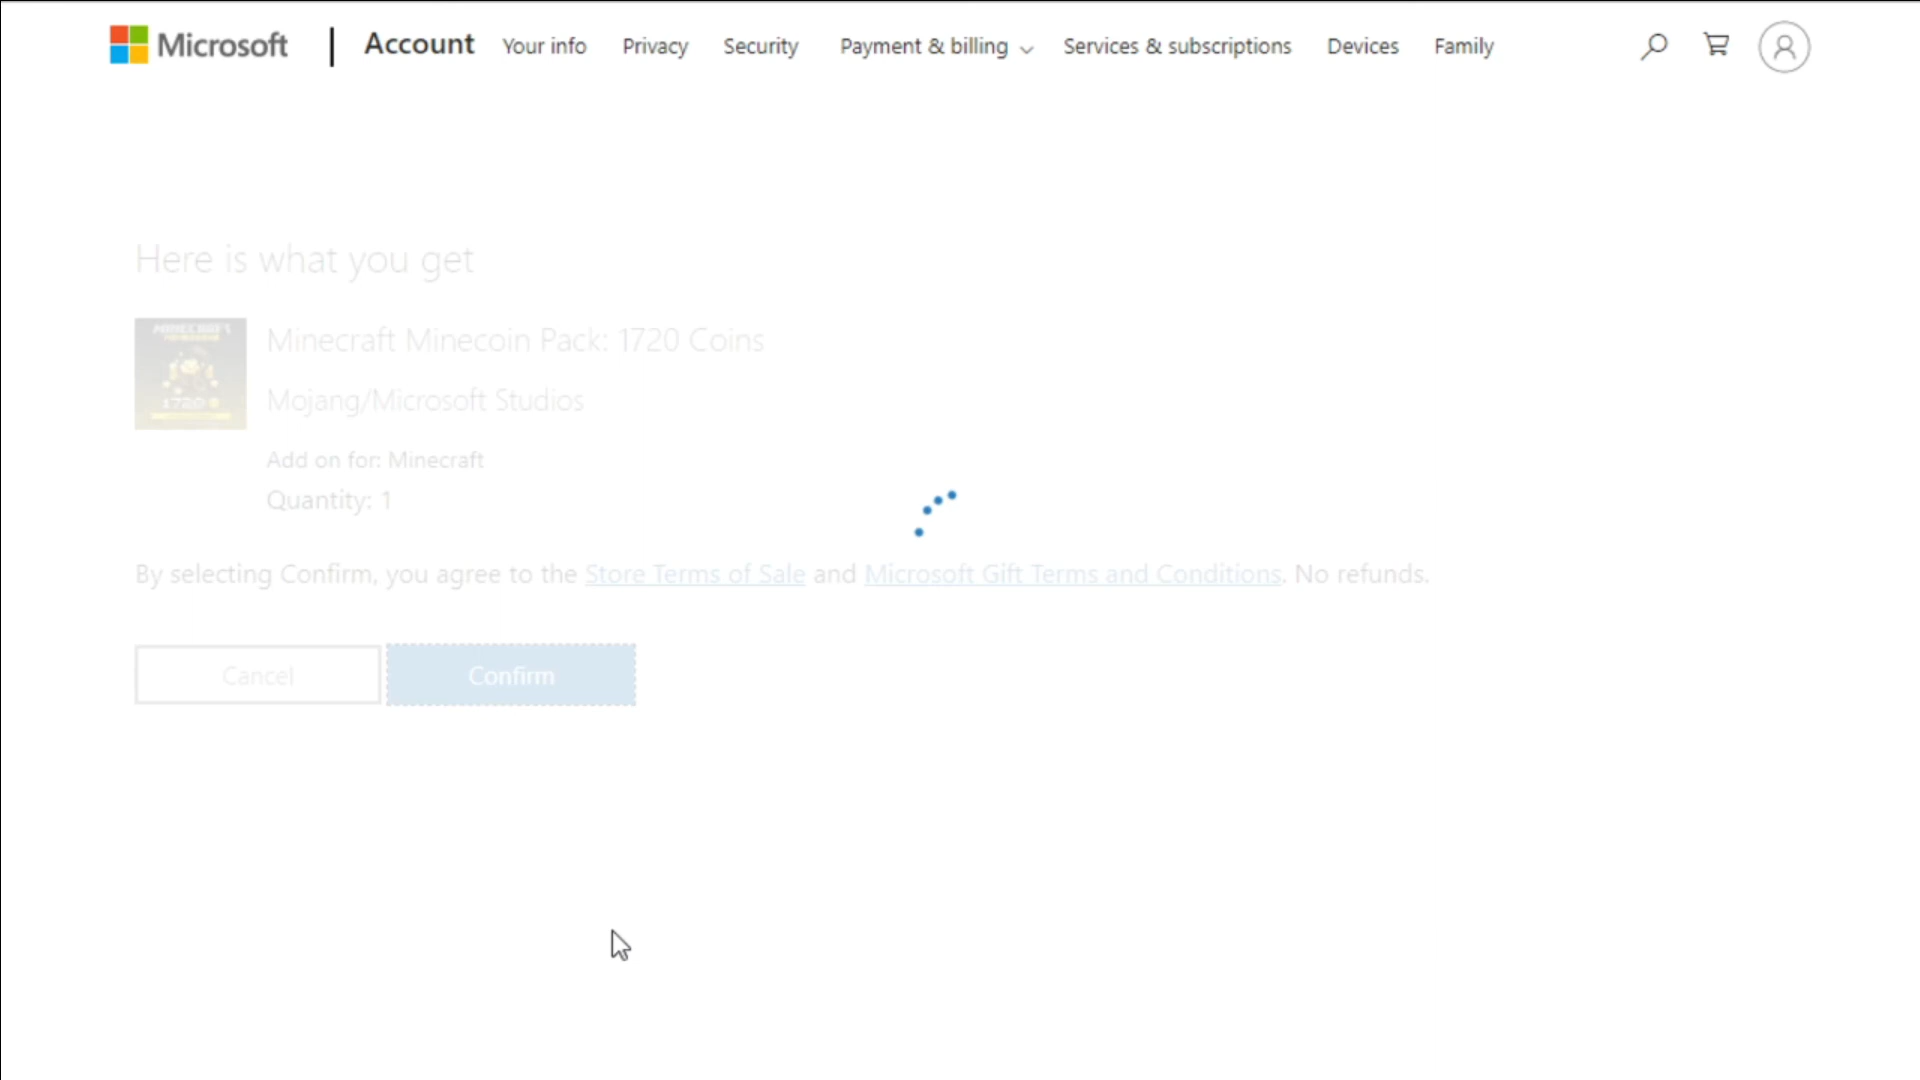 Microsoft | Account Your info Privacy Security Payment & billing Services & subscriptions Devices Family
Here is what you get
MINECRAFT
1720
Minecraft Minecoin Pack: 1720 Coins
Mojang/Microsoft Studios
Add on for: Minecraft
Quantity: 1
By selecting Confirm, you agree to the Store Terms of Sale and Microsoft Gift Terms and Conditions. No refunds.
Cancel Confirm